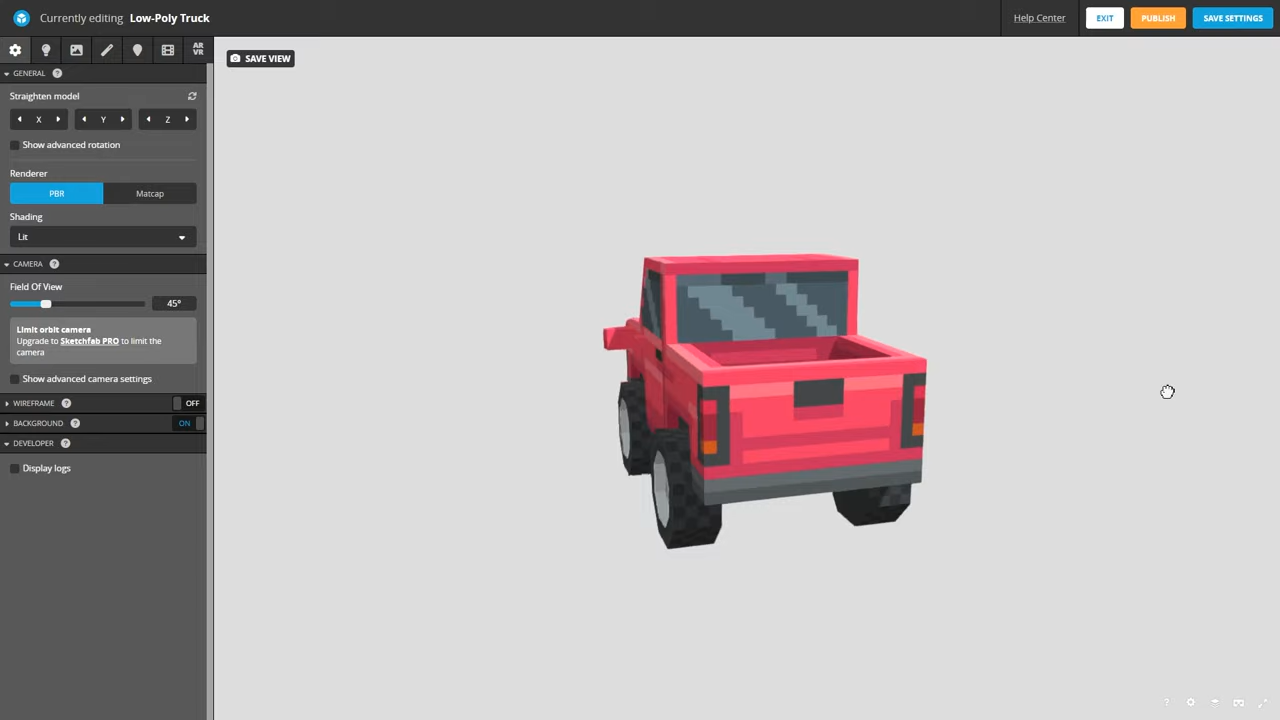 Currently editing Low-Poly Truck
Help Center
EXIT
PUBLISH
SAVE SETTINGS
AR
VR
SAVE VIEW
GENERAL ?
Straighten model
X
Y
Z
Show advanced rotation
Renderer
PBR
Matcap
Shading
Lit
CAMERA ?
Field Of View
45°
Limit orbit camera
Upgrade to Sketchfab PRO to limit the
camera
Show advanced camera settings
WIREFRAME ? OFF
BACKGROUND ? ON
DEVELOPER ?
Display logs
?